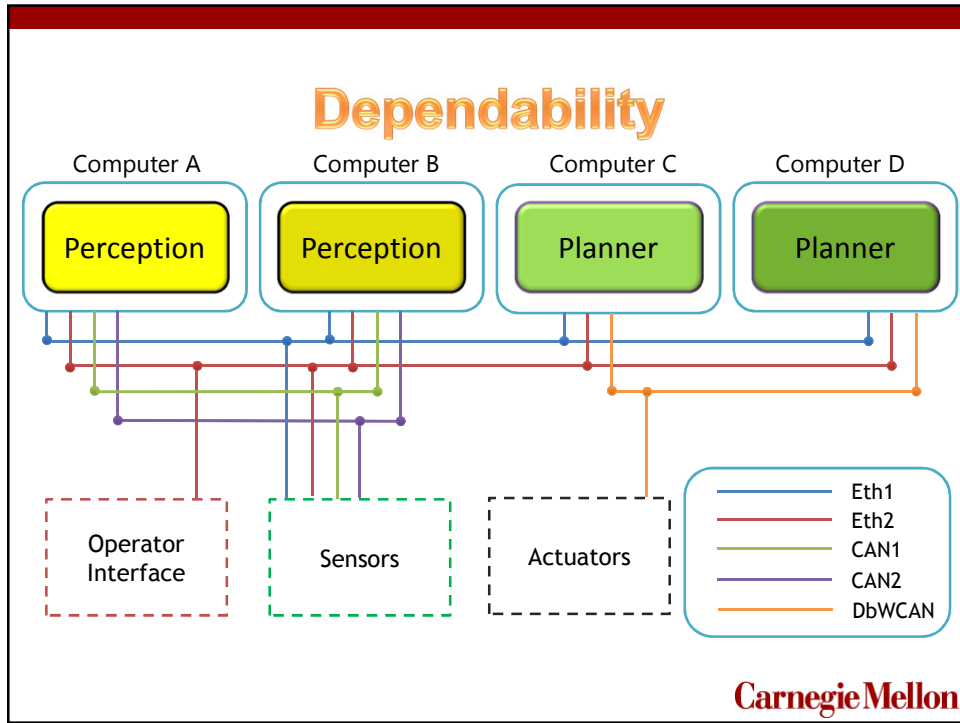 Dependability
Computer A
Computer B
Computer C
Computer D
Perception
Perception
Planner
Planner
Operator
Interface
Sensors
Actuators
Eth1
Eth2
CAN1
CAN2
DbWCAN
Carnegie Mellon